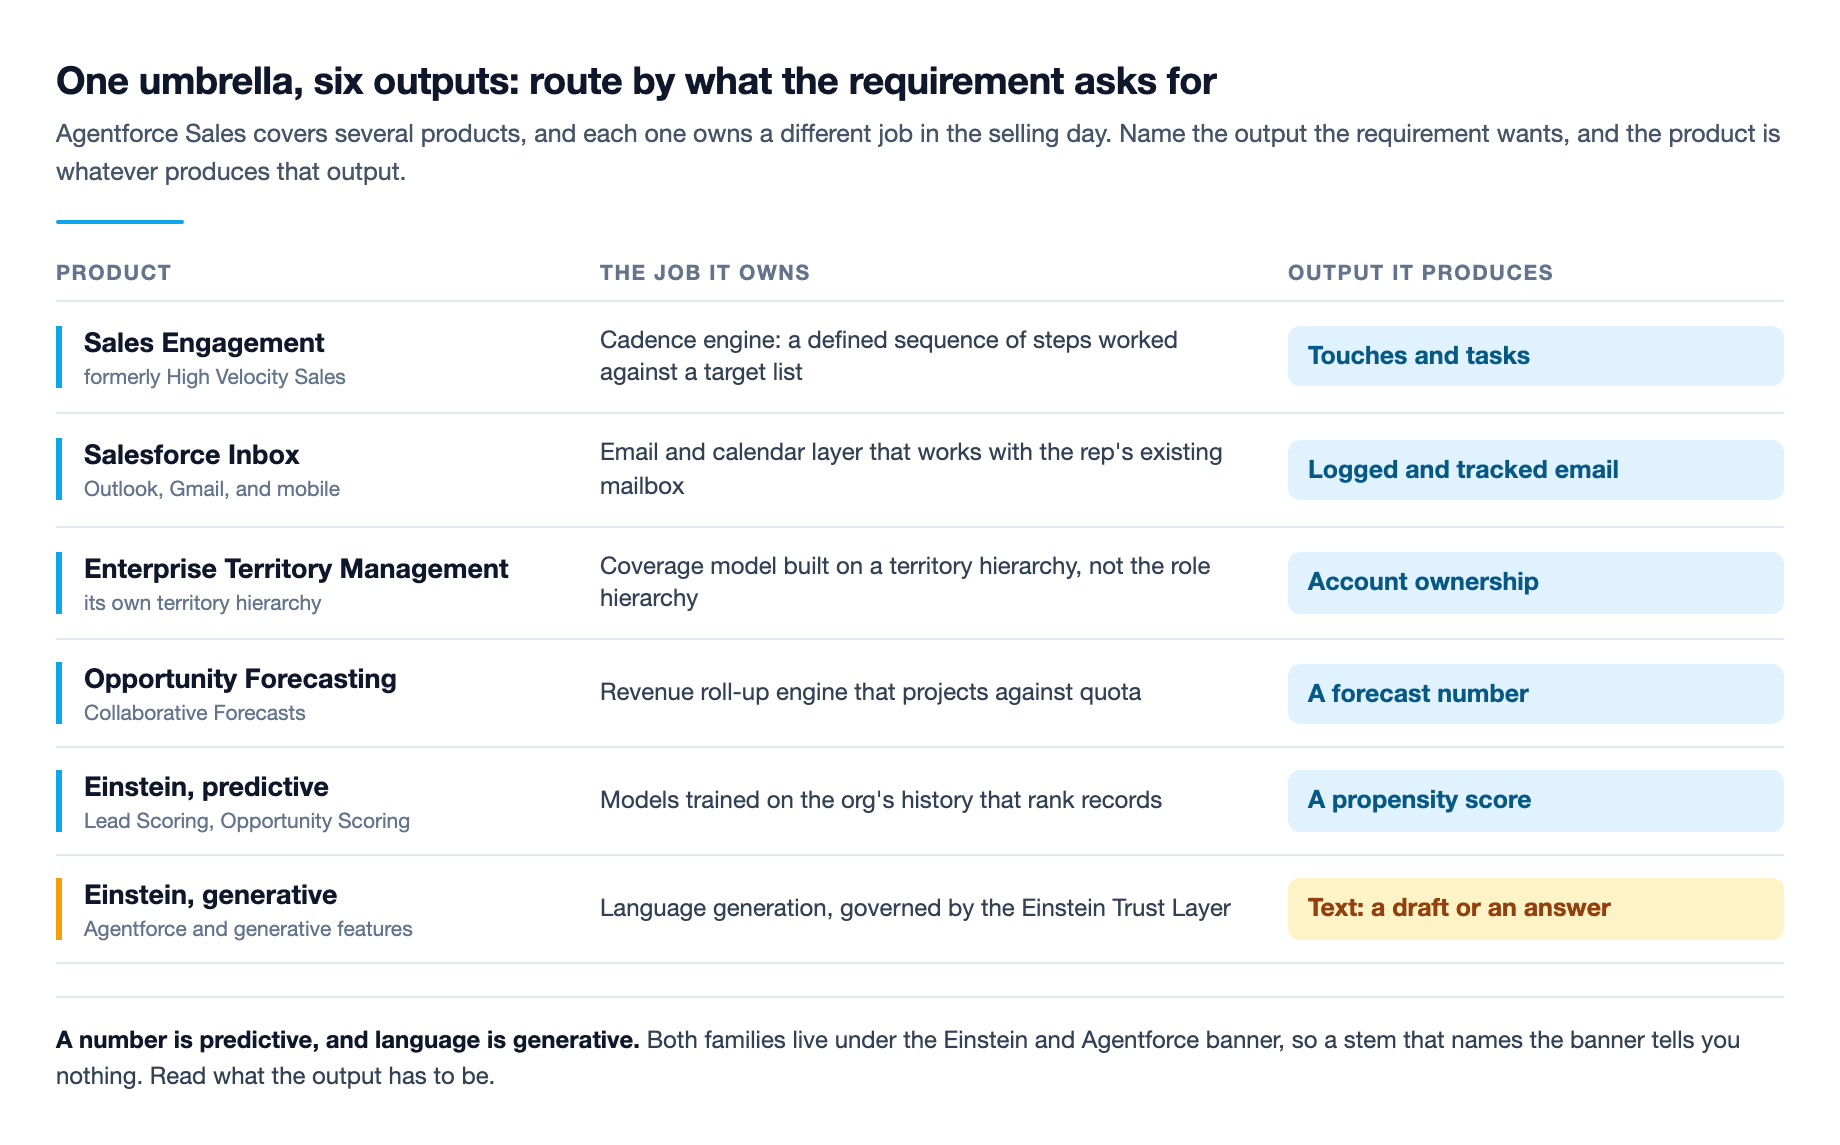 One umbrella, six outputs: route by what the requirement asks for
Agentforce Sales covers several products, and each one owns a different job in the selling day. Name the output the requirement wants, and the product is
whatever produces that output.
PRODUCT THE JOB IT OWNS OUTPUT IT PRODUCES
Sales Engagement
formerly High Velocity Sales
Cadence engine: a defined sequence of steps worked
against a target list
Touches and tasks
Salesforce Inbox
Outlook, Gmail, and mobile
Email and calendar layer that works with the rep's existing
mailbox
Logged and tracked email
Enterprise Territory Management
its own territory hierarchy
Coverage model built on a territory hierarchy, not the role
hierarchy
Account ownership
Opportunity Forecasting
Collaborative Forecasts
Revenue roll-up engine that projects against quota
A forecast number
Einstein, predictive
Lead Scoring, Opportunity Scoring
Models trained on the org's history that rank records
A propensity score
Einstein, generative
Agentforce and generative features
Language generation, governed by the Einstein Trust Layer
Text: a draft or an answer
A number is predictive, and language is generative. Both families live under the Einstein and Agentforce banner, so a stem that names the banner tells you
nothing. Read what the output has to be.